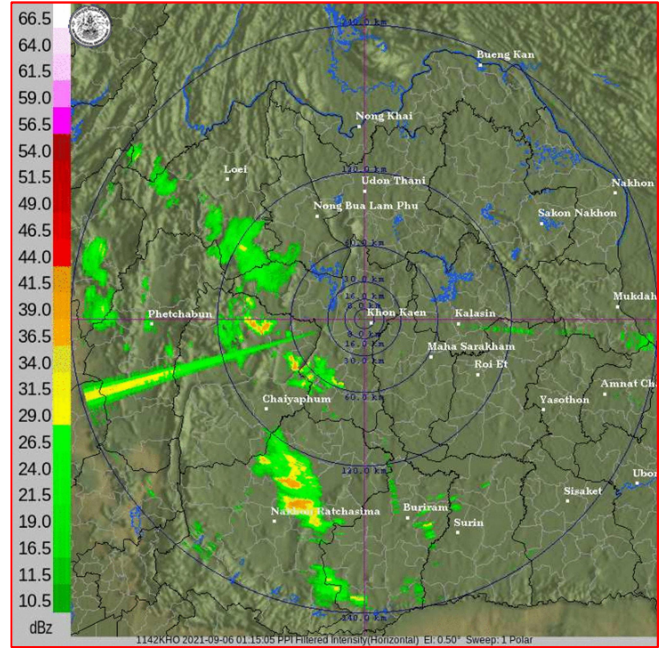 66.5
64.0
61.5
59.0
56.5
54.0
51.5
49.0
46.5
44.0
41.5
39.0
36.5
34.0
31.5
29.0
26.5
24.0
21.5
19.0
16.5
11.5
10.5
dBz
Bueng Kan
Nong Khai
Loei
Udon Thani
Nakhon
Nong Bua Lam Phu
Sakon Nakhon
Mukdah
Phetchabun
Khon Kaen
Kalasin
Maha Sarakham
Roi Et
Amnat Cha
Chaiyaphum
60.0 km
Yasothon
120.0 km
Ubon
Sisaket
Buriram
Surin
240.0 km
1142KHO 2021-09-06 01:15:05 PPI Filtered Intensity(Horizontal) El: 0.50° Sweep: 1 Polar